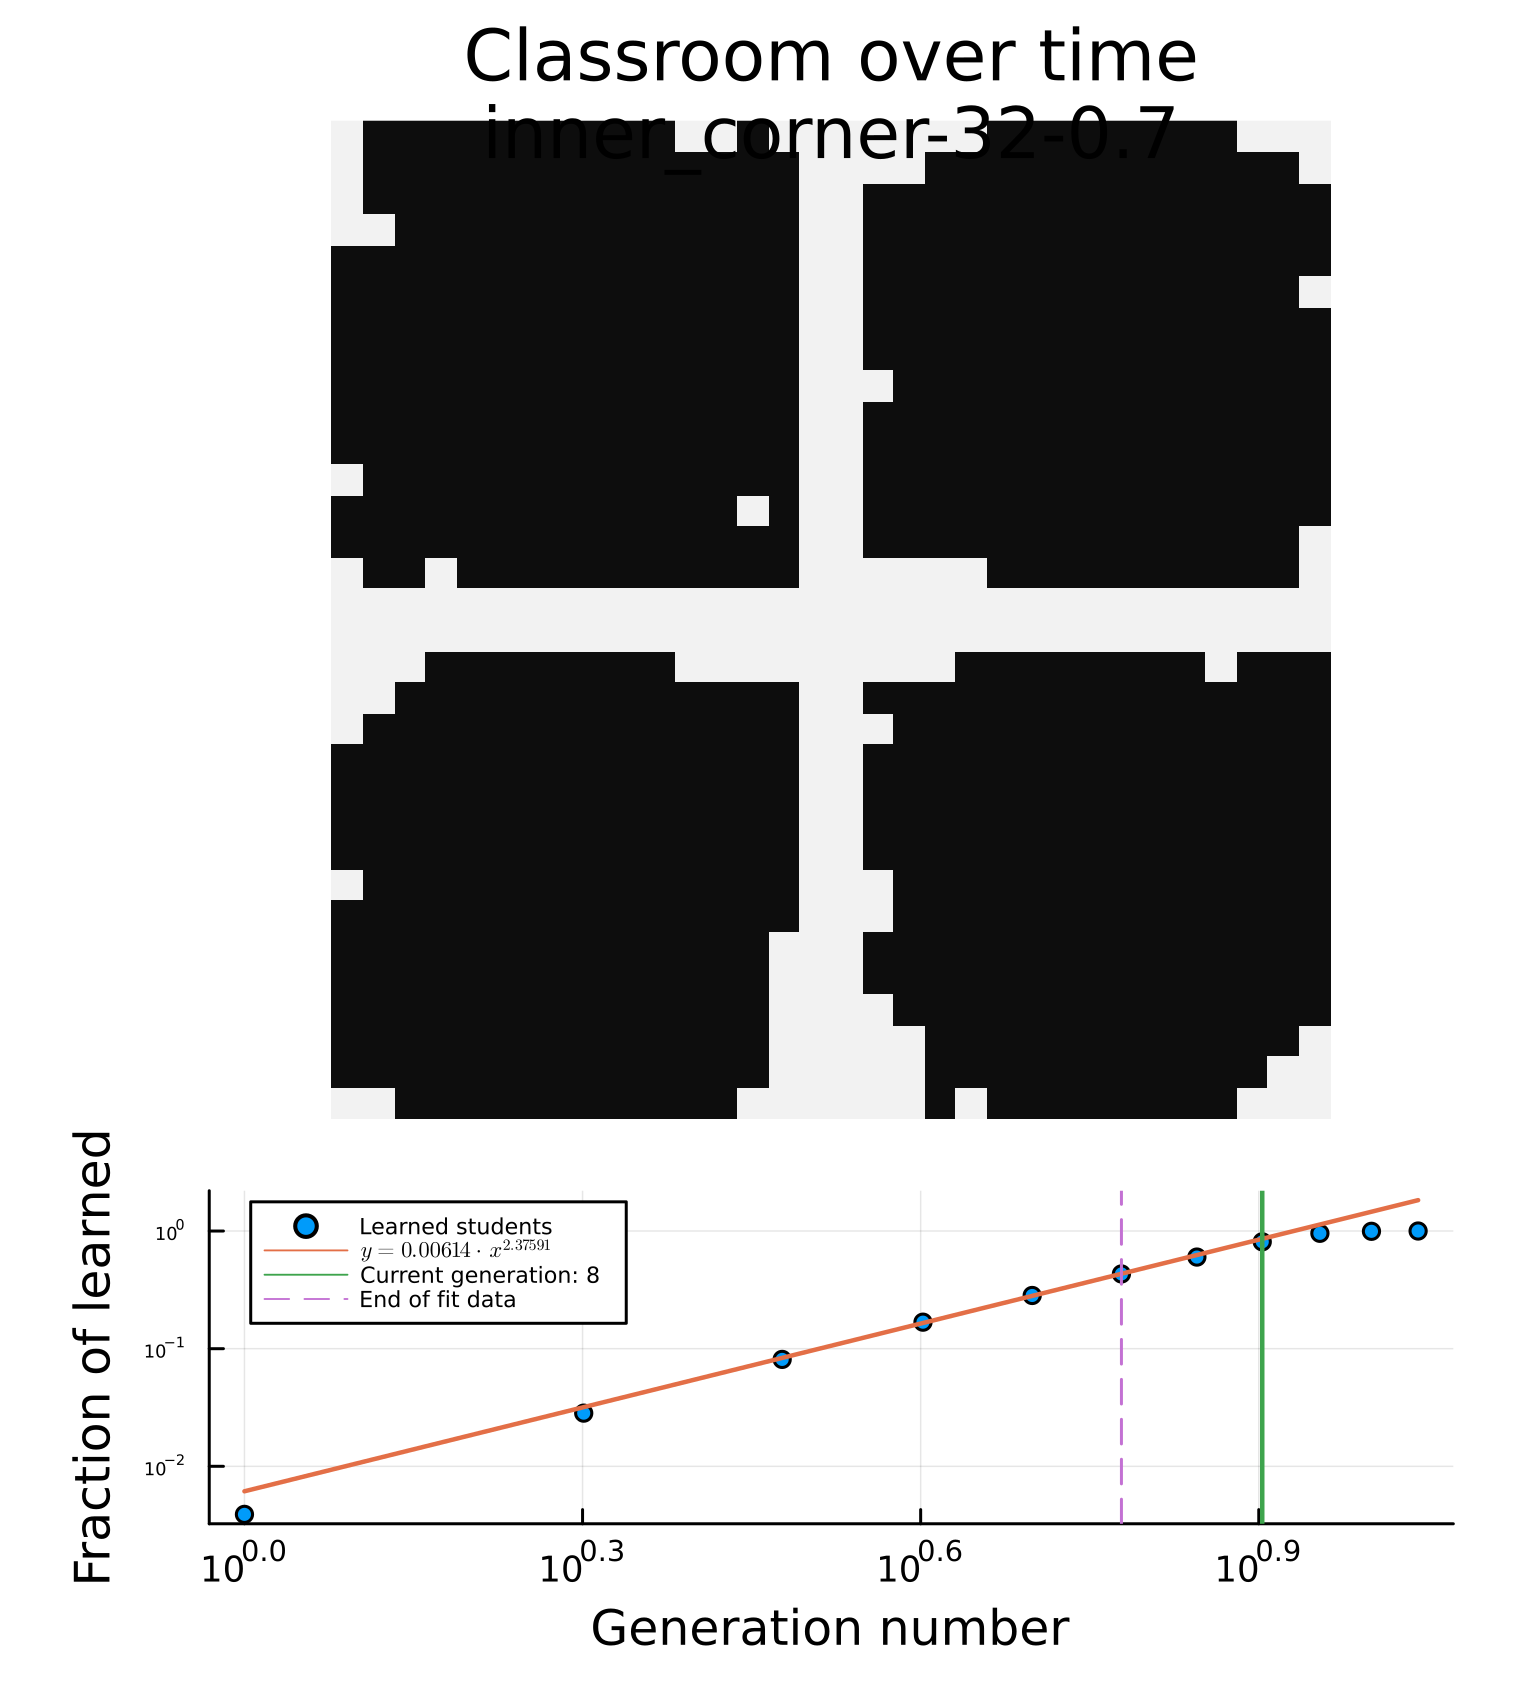 Classroom over time
inner_corner-32-0.7
Fraction of learned
10⁰
10⁻¹
10⁻²
Learned students
y = 0.00614 · x^2.37591
Current generation: 8
End of fit data
10^0.0 10^0.3 10^0.6 10^0.9
Generation number